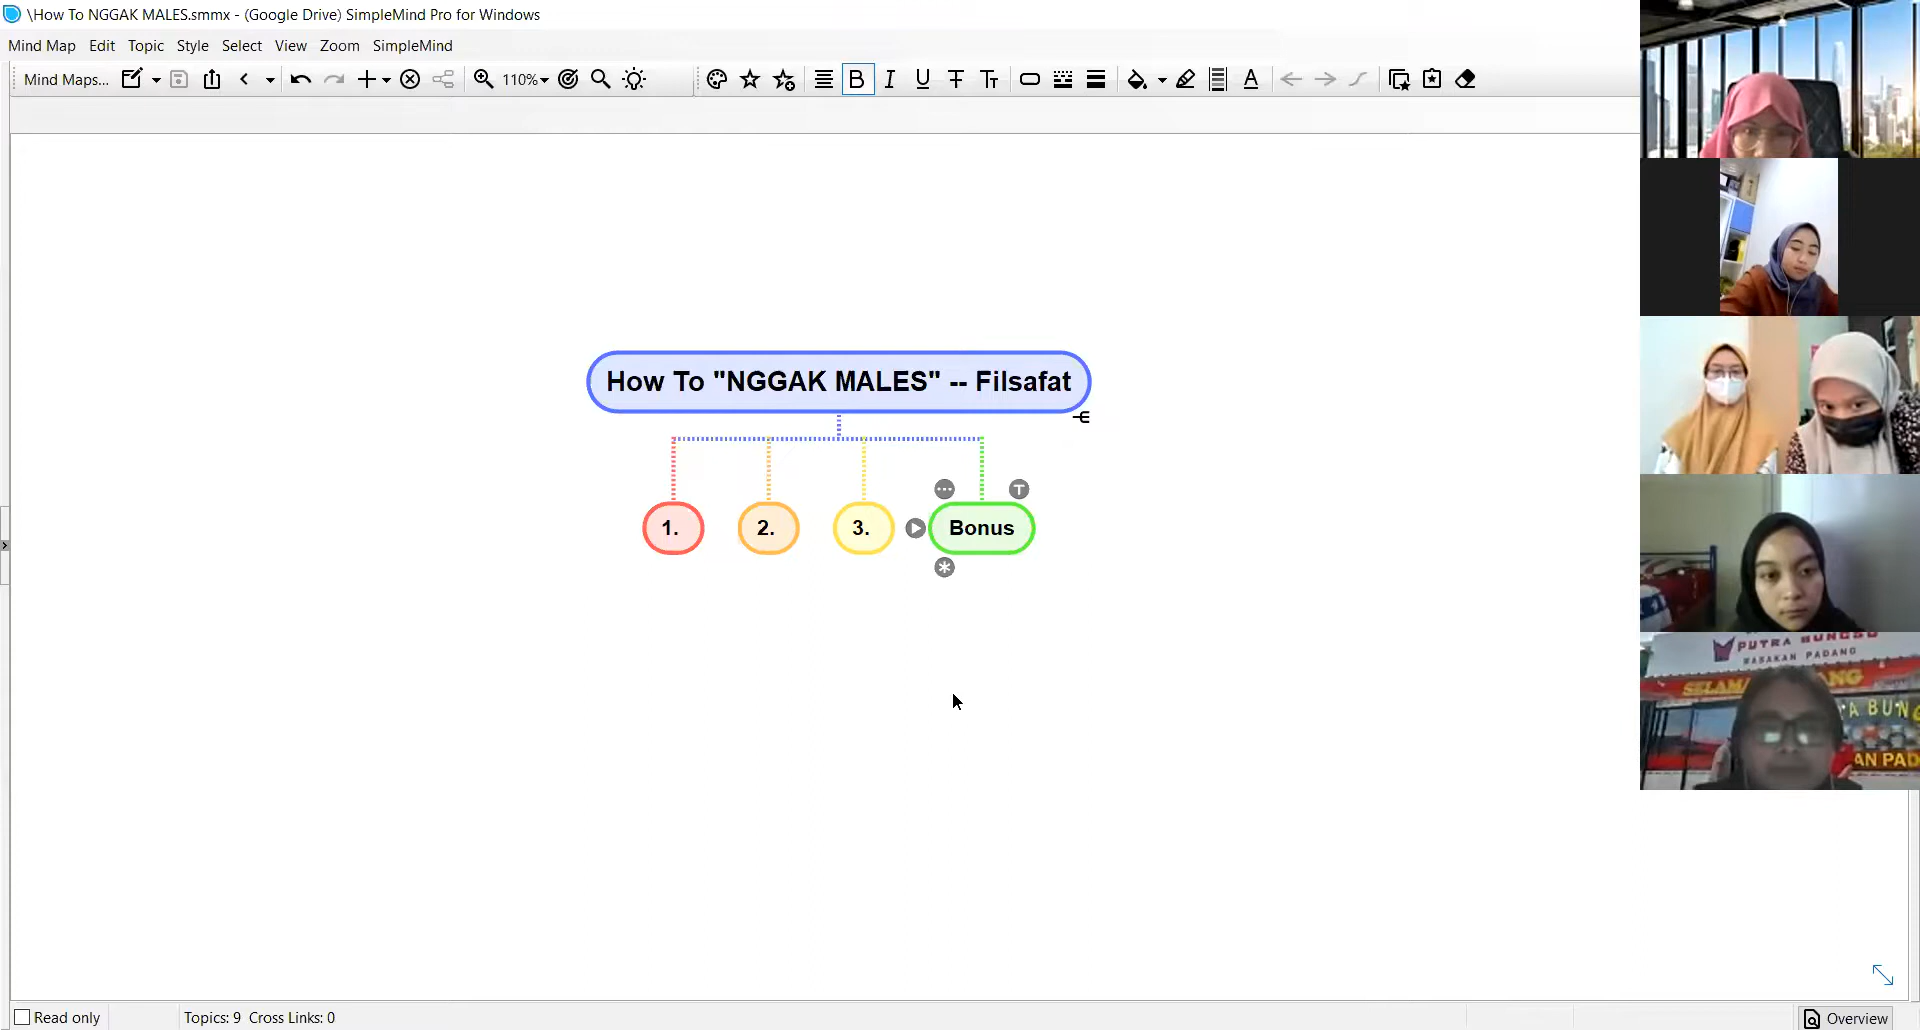 \How To NGGAK MALES.smmx - (Google Drive) SimpleMind Pro for Windows
Mind Map Edit Topic Style Select View Zoom SimpleMind
Mind Maps... 110% B I U T Tt A
How To "NGGAK MALES" -- Filsafat
T
1. 2. 3. Bonus
PUTRA BUNGSU
MASAKAN PADANG
Read only Topics: 9 Cross Links: 0 Overview